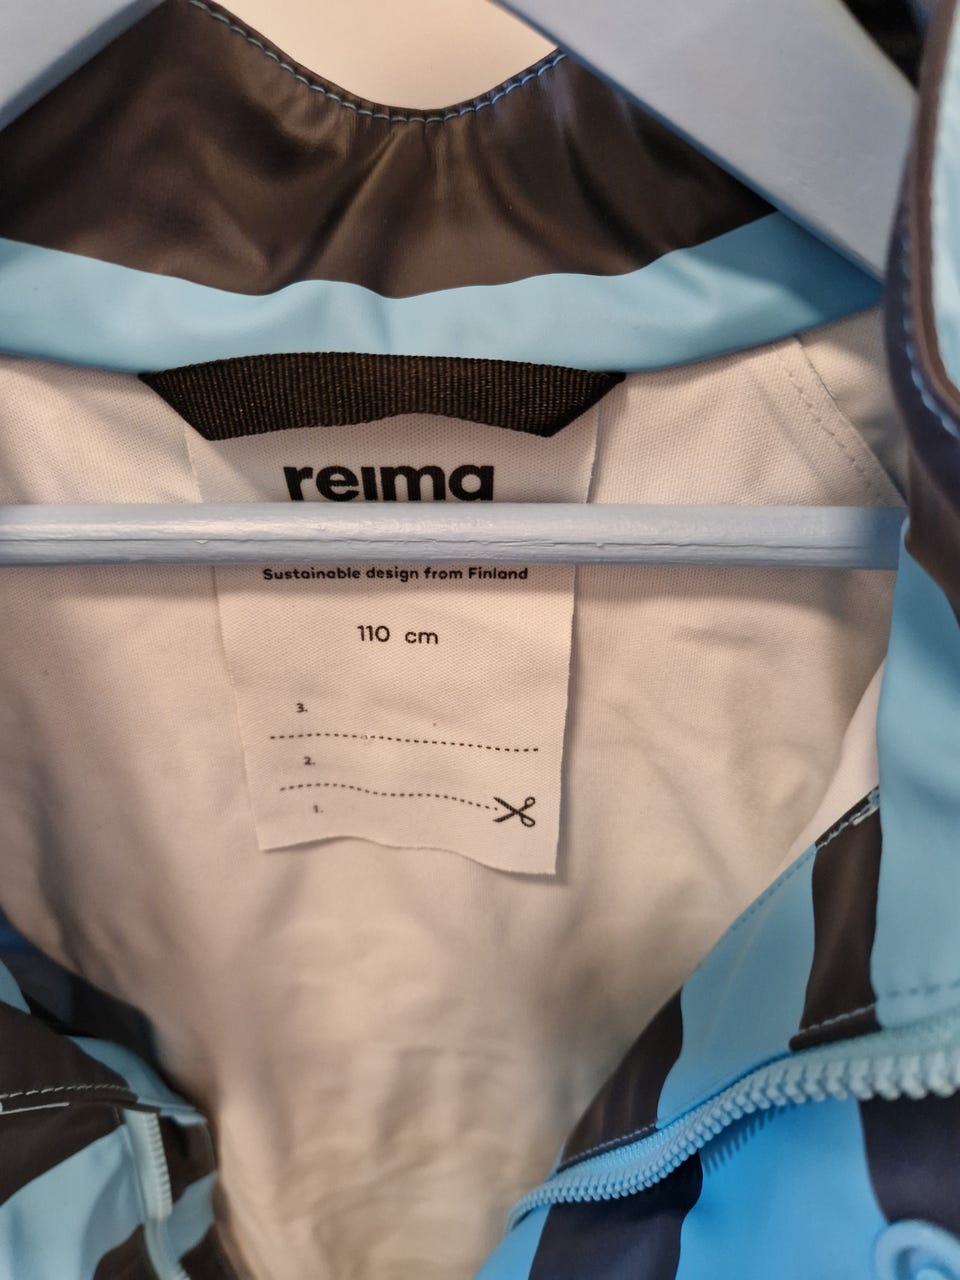 reima
Sustainable design from Finland
110 cm
3.
2.
1.